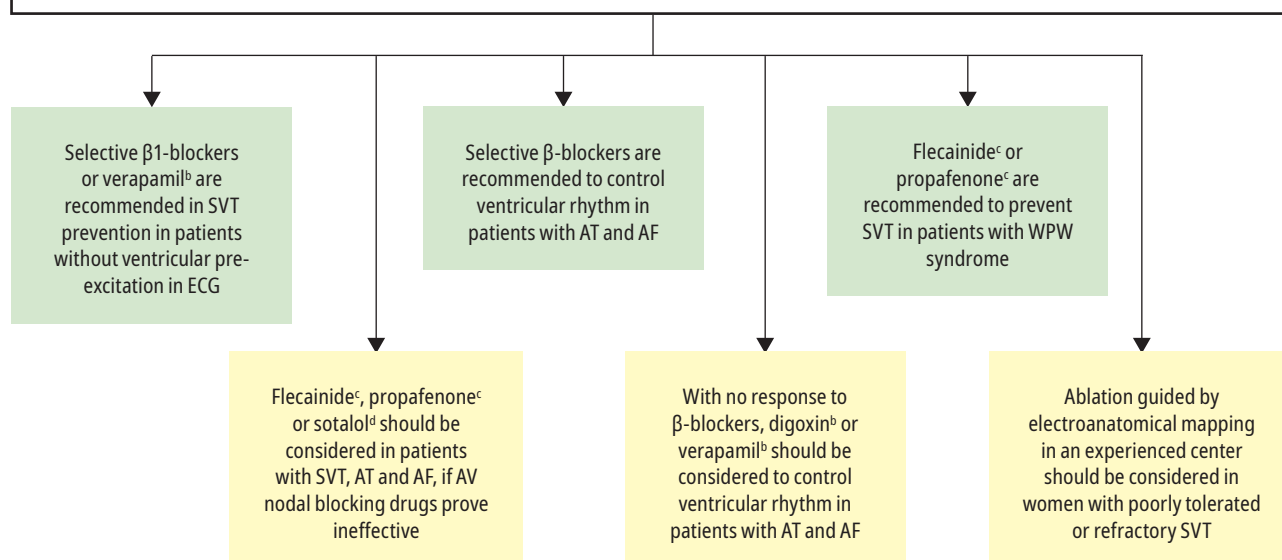 Selective β1-blockers
or verapamilᵇ are
recommended in SVT
prevention in patients
without ventricular pre-
excitation in ECG
Selective β-blockers are
recommended to control
ventricular rhythm in
patients with AT and AF
Flecainideᶜ or
propafenoneᶜ are
recommended to prevent
SVT in patients with WPW
syndrome
Flecainideᶜ, propafenoneᶜ
or sotalolᵈ should be
considered in patients
with SVT, AT and AF, if AV
nodal blocking drugs prove
ineffective
With no response to
β-blockers, digoxinᵇ or
verapamilᵇ should be
considered to control
ventricular rhythm in
patients with AT and AF
Ablation guided by
electroanatomical mapping
in an experienced center
should be considered in
women with poorly tolerated
or refractory SVT